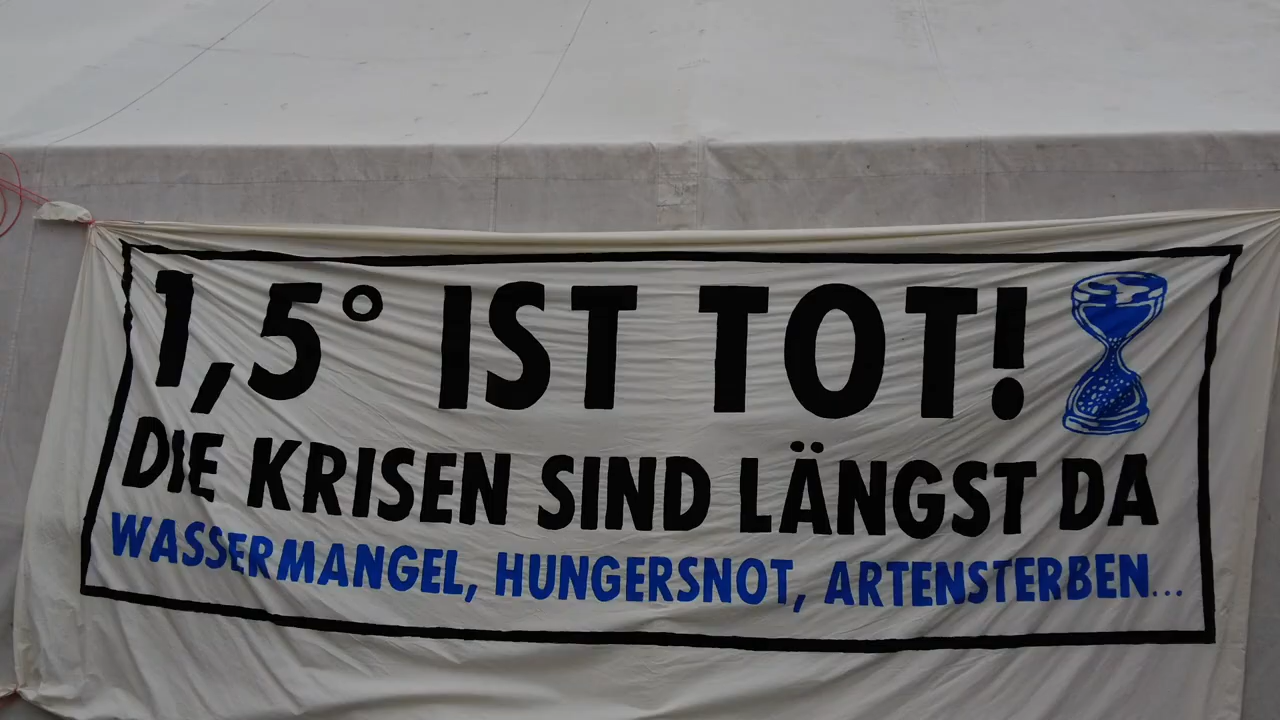 1,5° IST TOT!
DIE KRISEN SIND LÄNGST DA
WASSERMANGEL, HUNGERSNOT, ARTENSTERBEN...